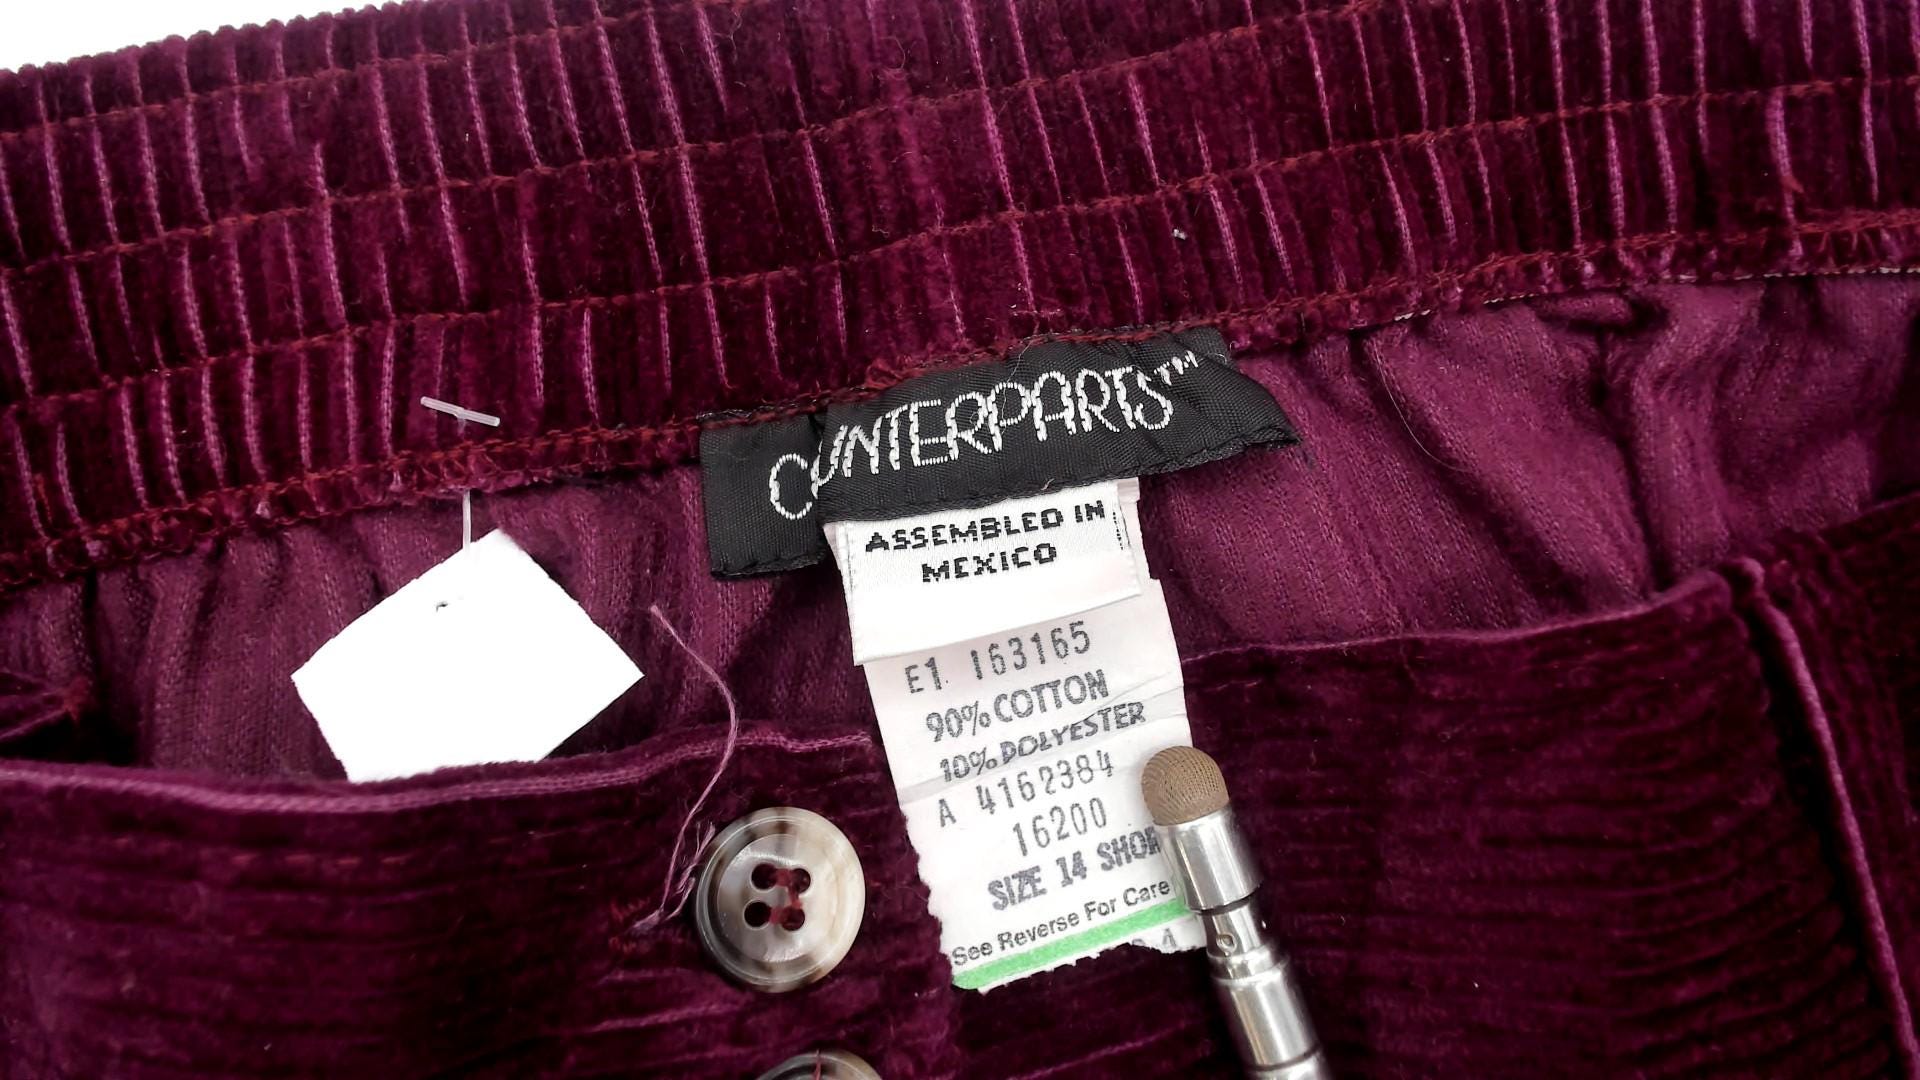 COUNTERPARTS™
ASSEMBLED IN
MEXICO
E1 163165
90% COTTON
10% POLYESTER
A 4162384
16200
SIZE 14 SHOR
See Reverse For Care